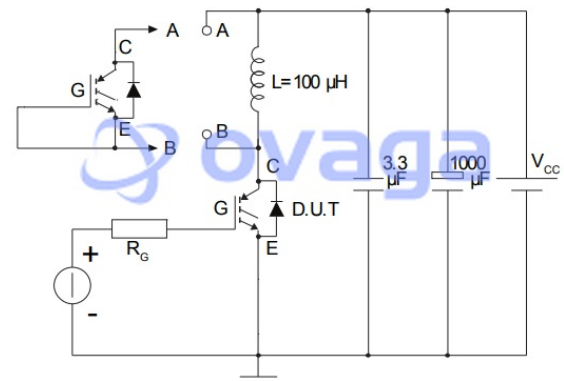 A
A
C
G
L= 100 μH
E
B
B
ovaga
C
3.3
μF
1000
μF
VCC
G
D.U.T
E
RG
+
-